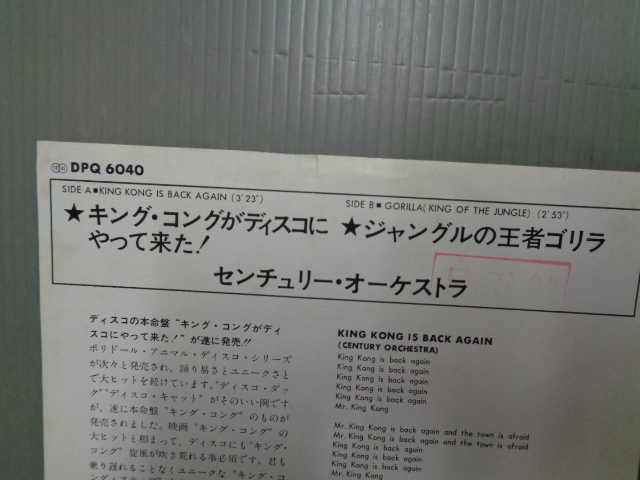 DPQ 6040
SIDE A■KING KONG IS BACK AGAIN (3'23")
SIDE B■ GORILLA(KING OF THE JUNGLE) (2'53")
★キング・コングがディスコに
やって来た!
★ジャングルの王者ゴリラ
センチュリー・オーケストラ
ディスコの本命盤 "キング・コングがディ
スコにやって来た!" が遂に発売!!
ポリドール・アニマル・ディスコ・シリーズ
が次々と発売され、踊り易さとユニークさと
で大ヒットを続けています。"ディスコ・ダッ
ク""ディスコ・キャット" がそのいい例です
が、遂に本命盤 "キング・コング" のものが
発売されました。映画 "キング・コング" の
大ヒットと相まって、ディスコにも "キング・
コング" 旋風が吹き荒れる事必須です。君も
乗り遅れることなくユニークな "キング・コ
KING KONG IS BACK AGAIN
(CENTURY ORCHESTRA)
King Kong is back again
King Kong is back again
King Kong is back again
King Kong is back again
King Kong is back again
Mr. King Kong
Mr. King Kong is back again and the town is afraid
Mr. King Kong is back again and the town is afraid
King Kong is back again
King Kong is back again
King Kong is back again
Mr. King Kong